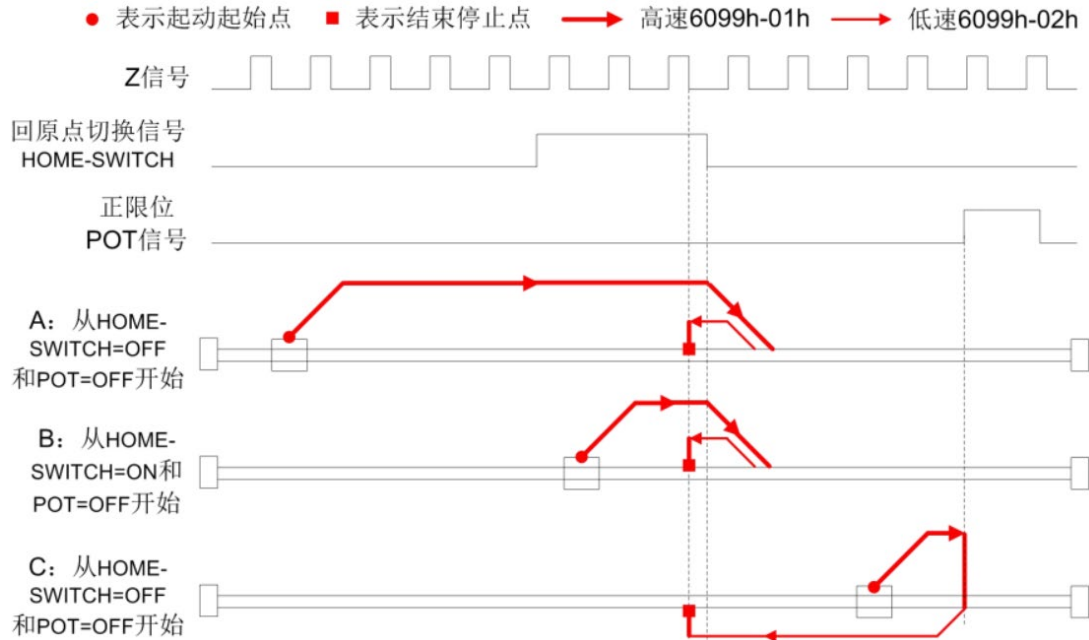 表示起动起始点 表示结束停止点 高速6099h-01h 低速6099h-02h
Z信号
回原点切换信号
HOME-SWITCH
正限位
POT信号
A：从HOME-
SWITCH=OFF
和POT=OFF开始
B：从HOME-
SWITCH=ON和
POT=OFF开始
C：从HOME-
SWITCH=OFF
和POT=OFF开始